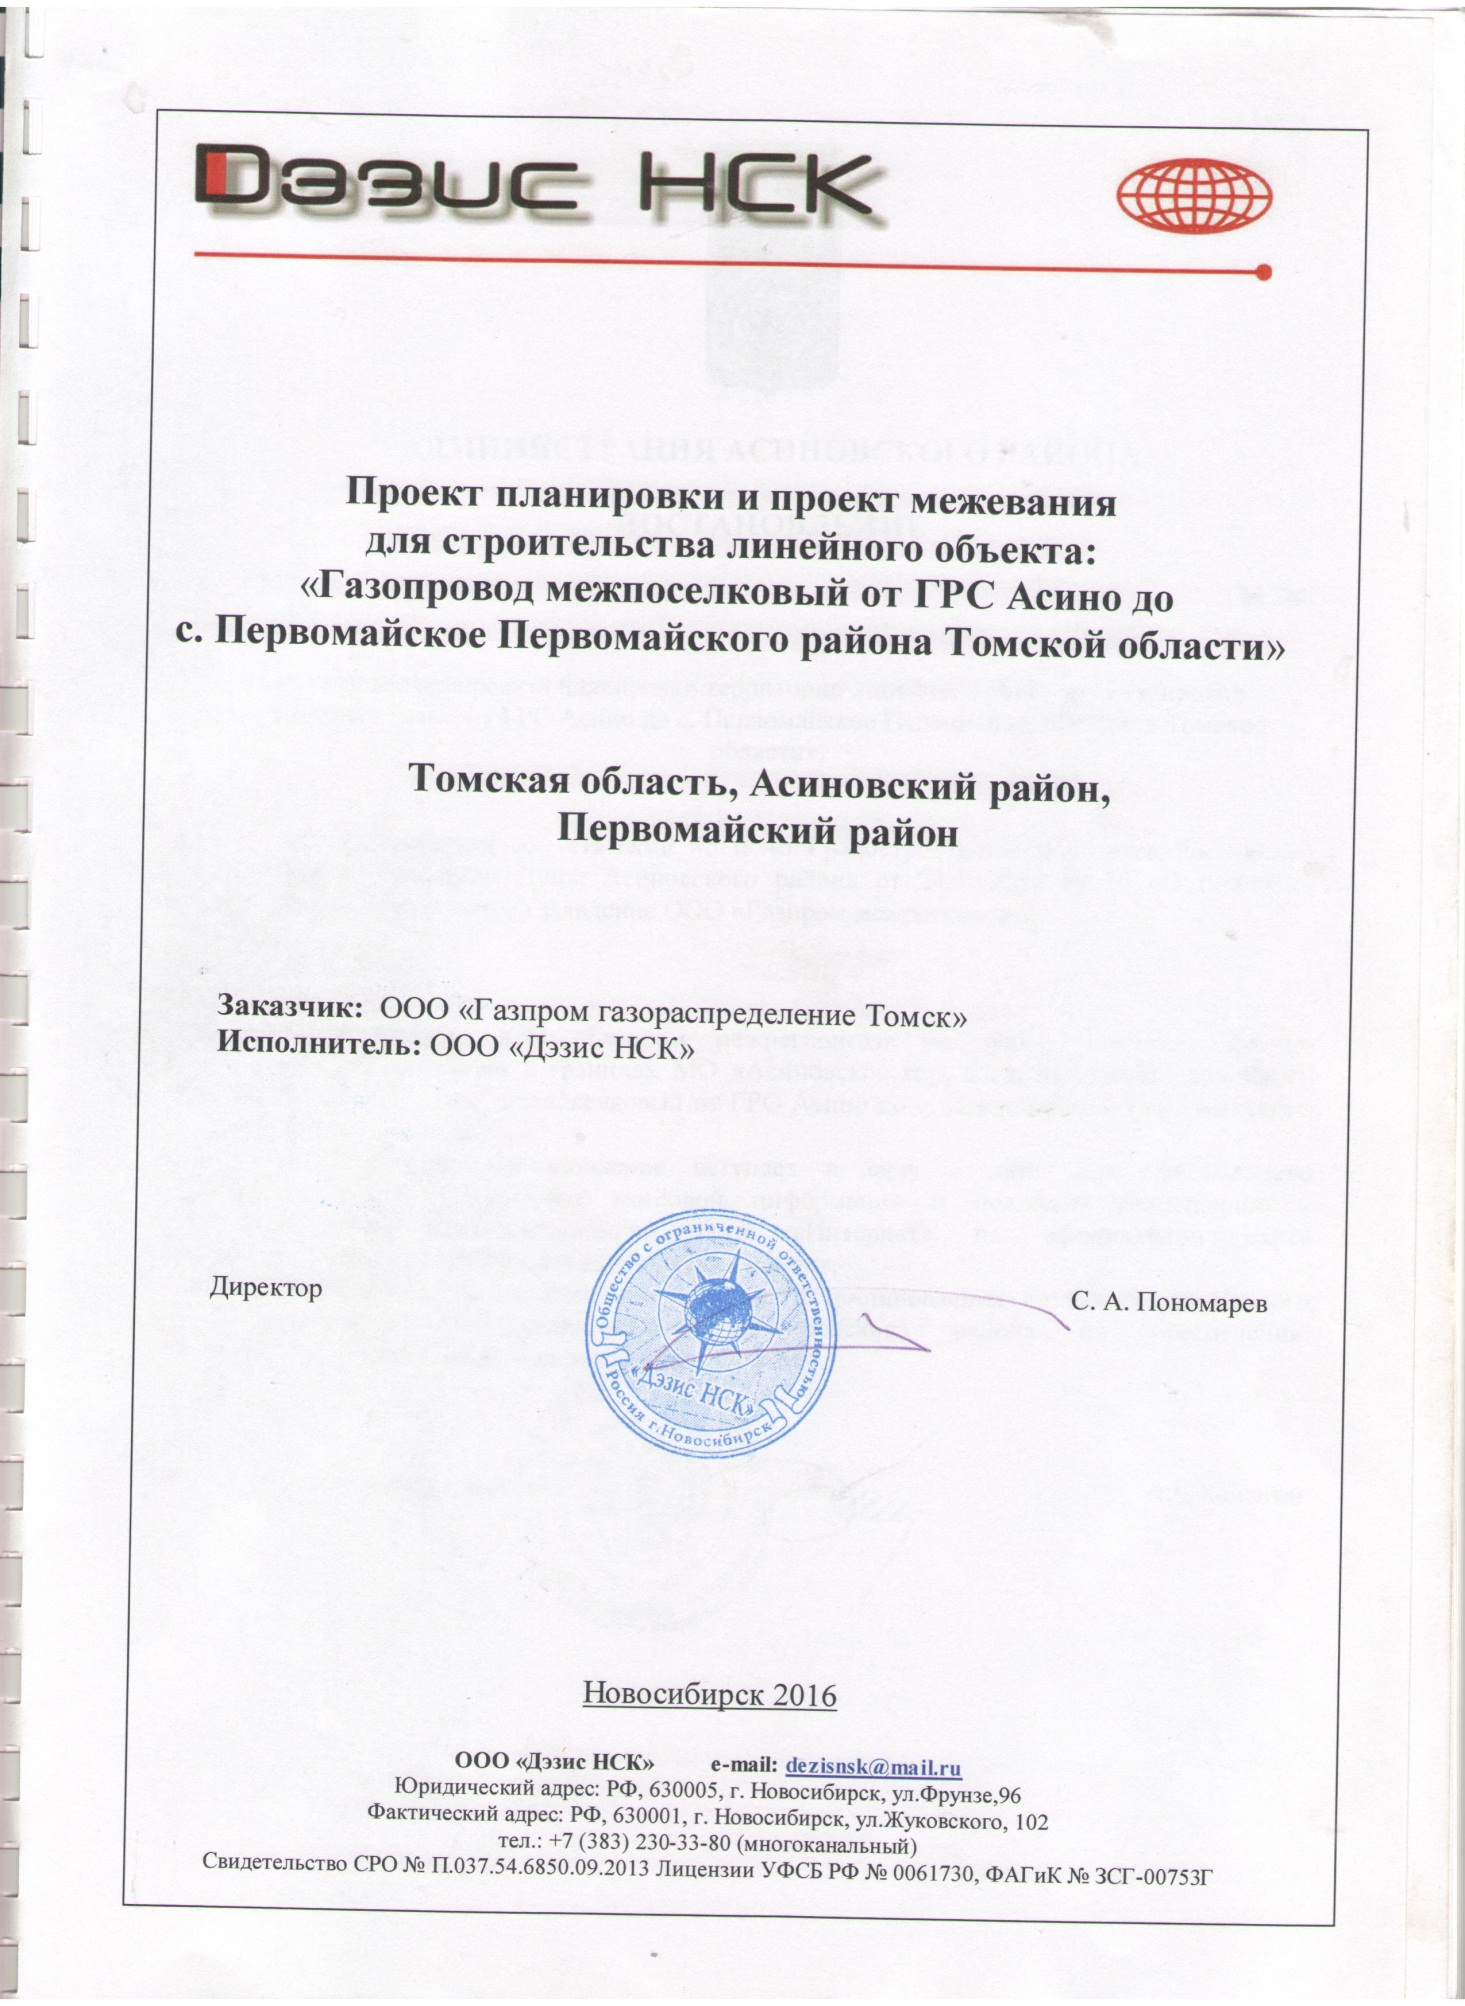 Дэзис НСК
Проект планировки и проект межевания
для строительства линейного объекта:
«Газопровод межпоселковый от ГРС Асино до
с. Первомайское Первомайского района Томской области»
Томская область, Асиновский район,
Первомайский район
Заказчик: ООО «Газпром газораспределение Томск»
Исполнитель: ООО «Дэзис НСК»
Директор
Общество с ограниченной ответственностью
«Дэзис НСК»
Россия г.Новосибирск
С. А. Пономарев
Новосибирск 2016
ООО «Дэзис НСК» e-mail: dezisnsk@mail.ru
Юридический адрес: РФ, 630005, г. Новосибирск, ул.Фрунзе,96
Фактический адрес: РФ, 630001, г. Новосибирск, ул.Жуковского, 102
тел.: +7 (383) 230-33-80 (многоканальный)
Свидетельство СРО № П.037.54.6850.09.2013 Лицензии УФСБ РФ № 0061730, ФАГиК № ЗСГ-00753Г